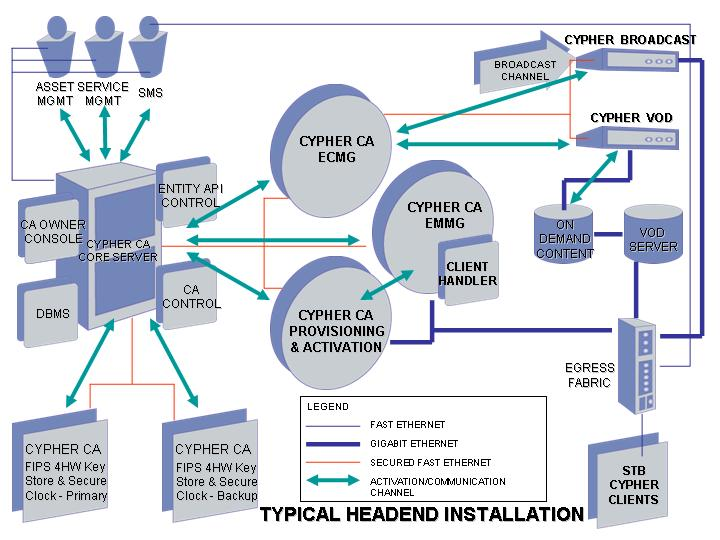 CYPHER BROADCAST
BROADCAST
CHANNEL
ASSET
MGMT
SERVICE
MGMT
SMS
CYPHER VOD
CYPHER CA
ECMG
ENTITY API
CONTROL
CYPHER CA
EMMG
CA OWNER
CONSOLE
CYPHER CA
CORE SERVER
ON
DEMAND
CONTENT
VOD
SERVER
CLIENT
HANDLER
CA
CONTROL
DBMS
CYPHER CA
PROVISIONING
& ACTIVATION
EGRESS
FABRIC
LEGEND
FAST ETHERNET
GIGABIT ETHERNET
SECURED FAST ETHERNET
ACTIVATION/COMMUNICATION
CHANNEL
CYPHER CA
FIPS 4HW Key
Store & Secure
Clock - Primary
CYPHER CA
FIPS 4HW Key
Store & Secure
Clock - Backup
STB
CYPHER
CLIENTS
TYPICAL HEADEND INSTALLATION